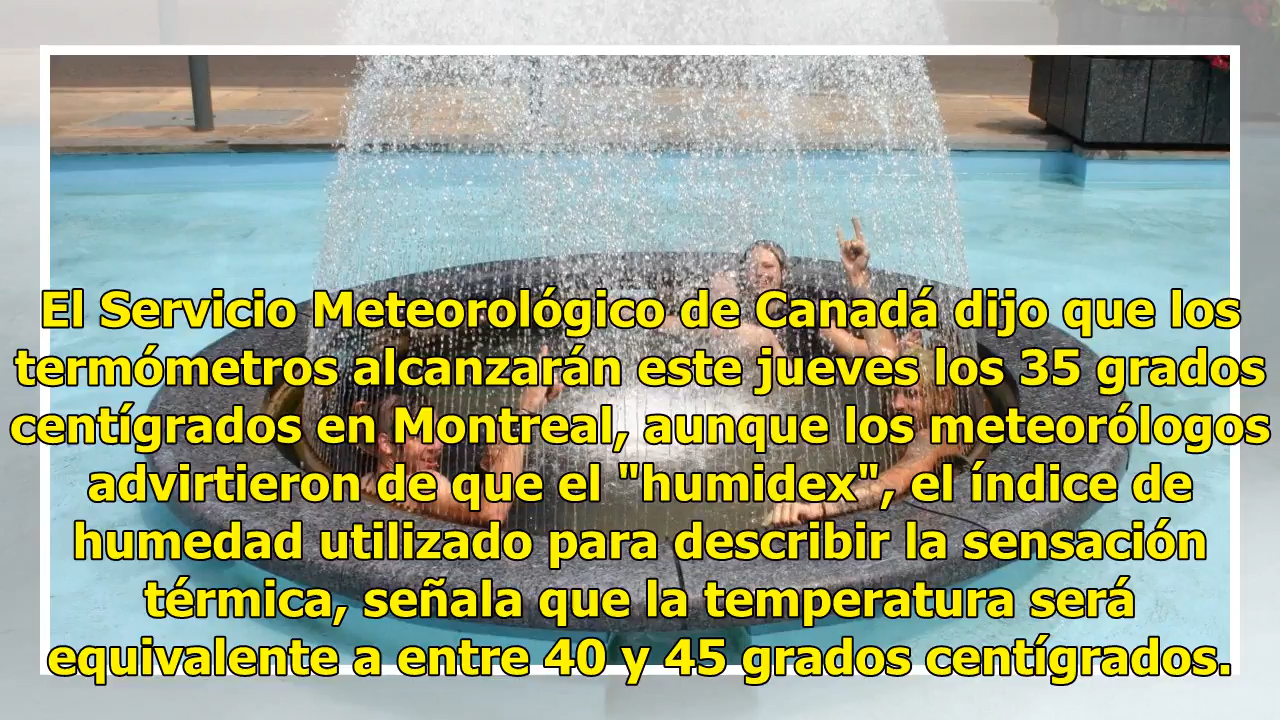 El Servicio Meteorológico de Canadá dijo que los
termómetros alcanzarán este jueves los 35 grados
centígrados en Montreal, aunque los meteorólogos
advirtieron de que el "humidex", el índice de
humedad utilizado para describir la sensación
térmica, señala que la temperatura será
equivalente a entre 40 y 45 grados centígrados.